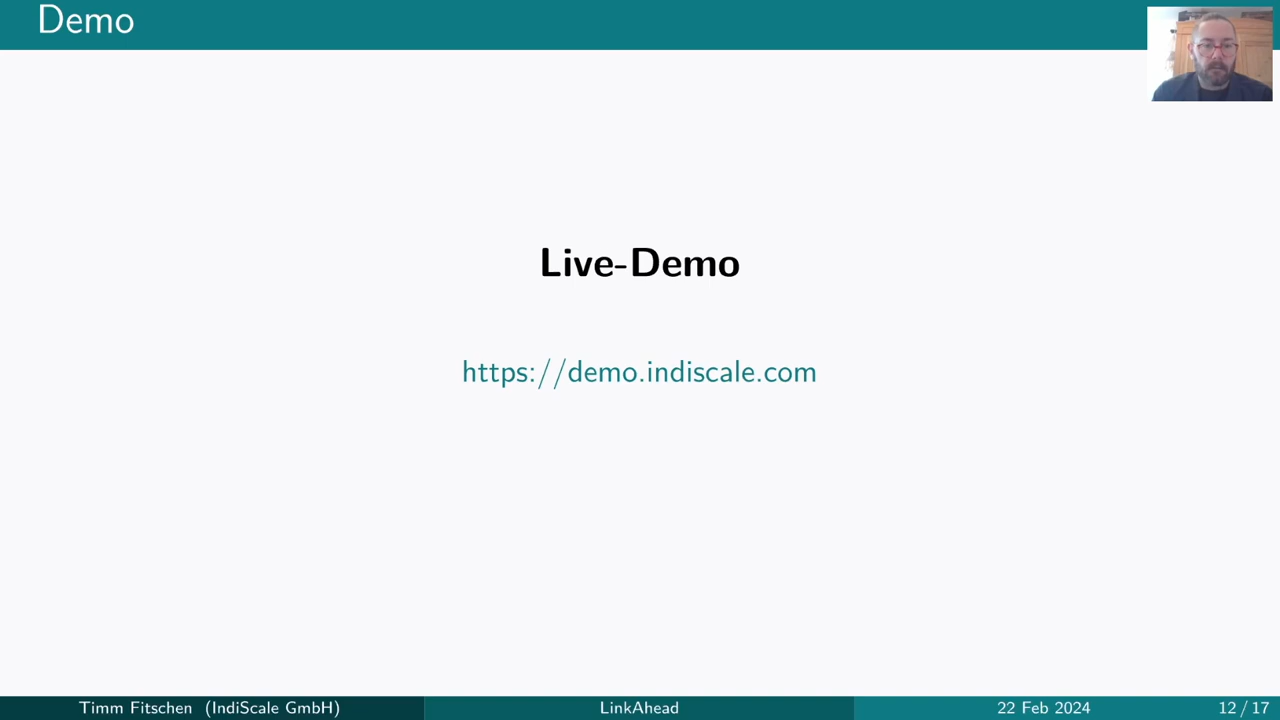 Demo
Live-Demo
https://demo.indiscale.com
Timm Fitschen (IndiScale GmbH)
LinkAhead
22 Feb 2024
12 / 17